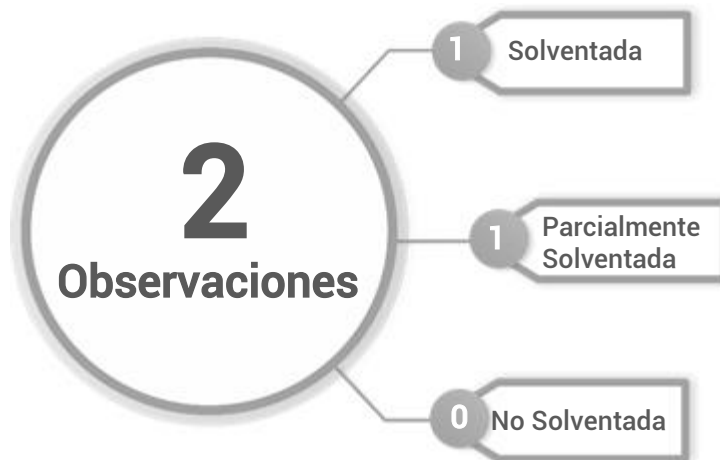 2
Observaciones
1
Solventada
1
Parcialmente
Solventada
0
No Solventada